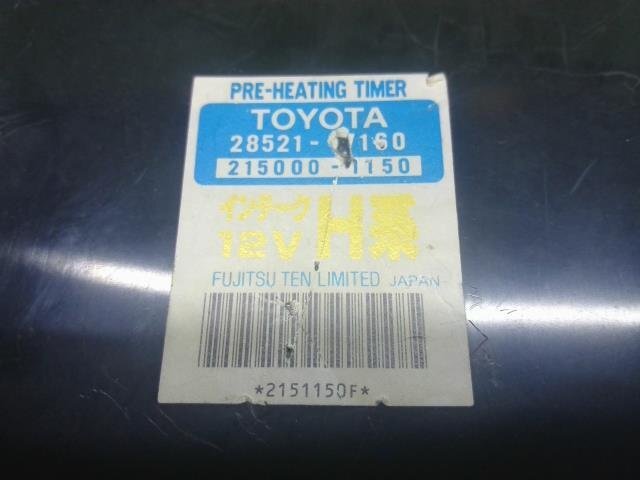 PRE-HEATING TIMER
TOYOTA
28521- 7160
215000-1150
インテーク
12V H系
FUJITSU TEN LIMITED JAPAN
*2151150F*